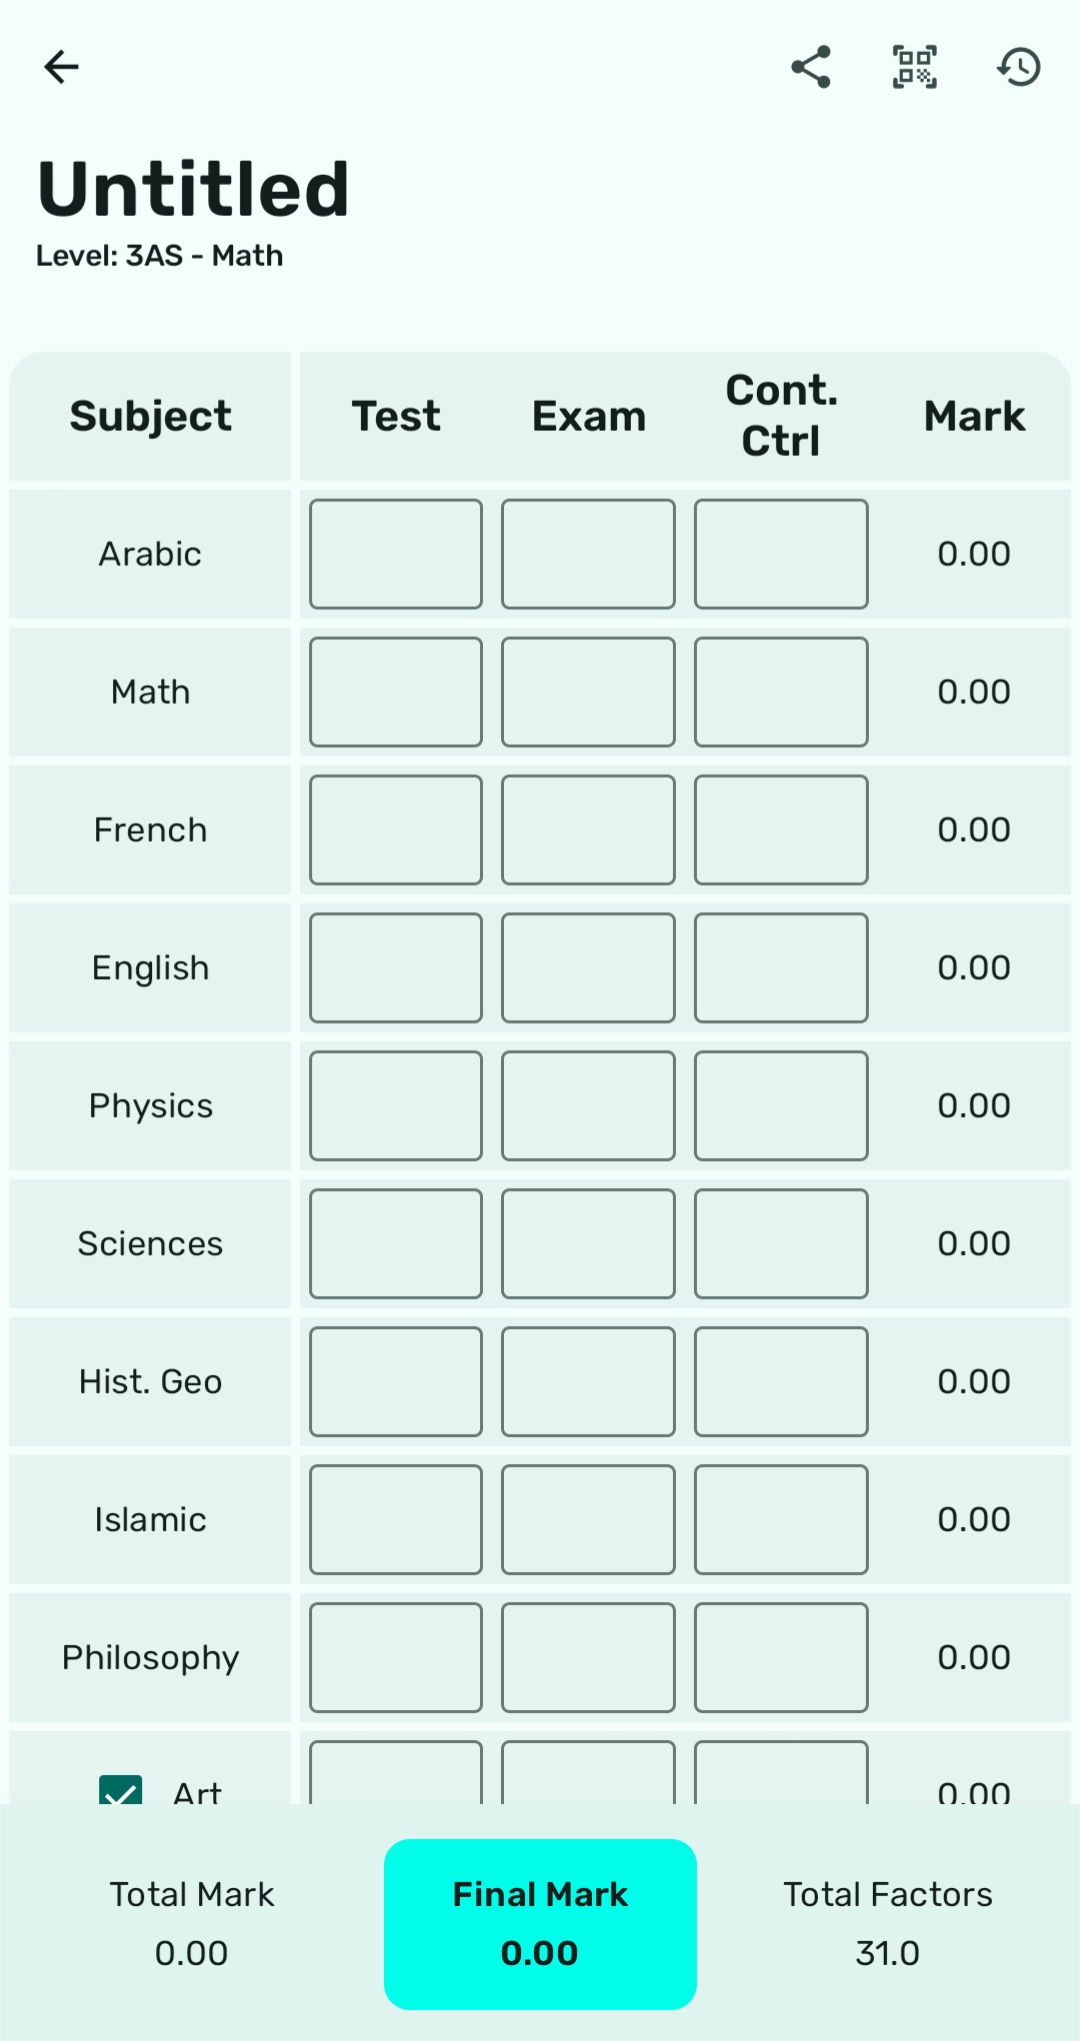 Untitled
Level: 3AS - Math
Subject Test Exam Cont. Ctrl Mark
Arabic 0.00
Math 0.00
French 0.00
English 0.00
Physics 0.00
Sciences 0.00
Hist. Geo 0.00
Islamic 0.00
Philosophy 0.00
Art 0.00
Total Mark Final Mark Total Factors
0.00 0.00 31.0